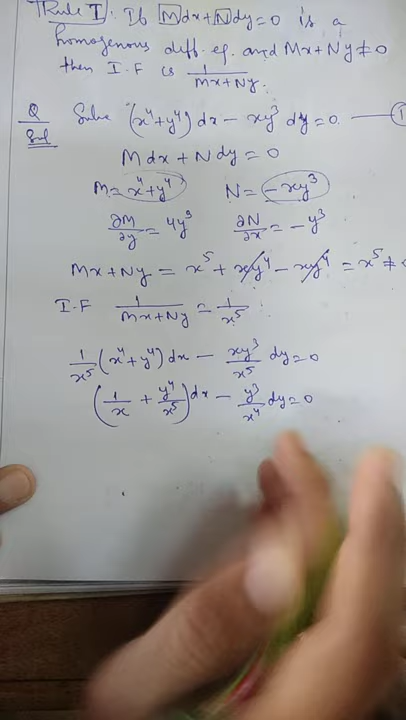 Rule I: If Mdx+Ndy=0 is a
homogenous diff. eq. and Mx+Ny≠0
then I.F is 1/(Mx+Ny).
Q Solve (x⁴+y⁴) dx - xy³ dy=0. — (1
Sol
Mdx+Ndy=0
M=x⁴+y⁴ N=-xy³
∂M/∂y=4y³ ∂N/∂x=-y³
Mx+Ny = x⁵+xy⁴-xy⁴ = x⁵≠
I.F 1/(Mx+Ny) = 1/x⁵
1/x⁵(x⁴+y⁴)dx - xy³/x⁵ dy=0
(1/x + y⁴/x⁵)dx - y³/x⁴ dy=0